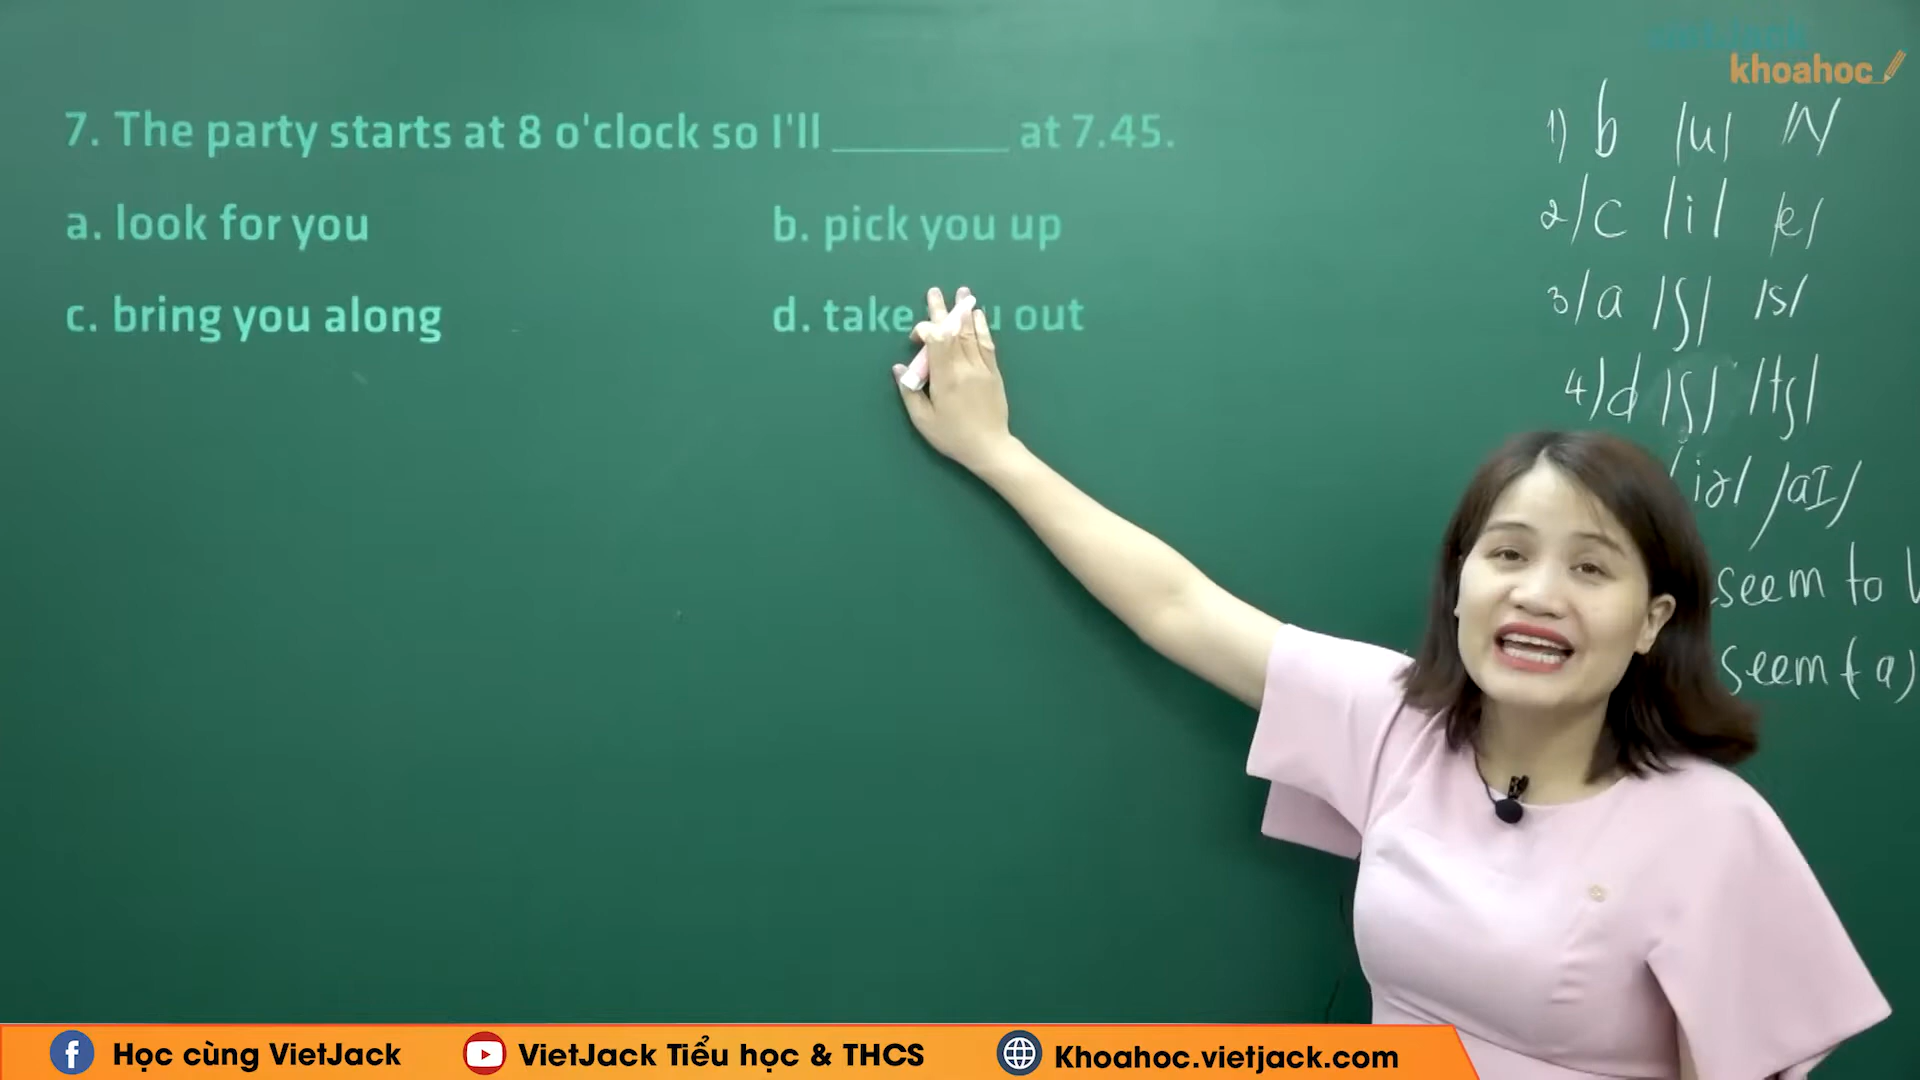 khoahoc
7. The party starts at 8 o'clock so I'll ________ at 7.45.
a. look for you
b. pick you up
c. bring you along
d. take out
1) b /u/ /ʌ/
2/ c /i/ /e/
3/ a /ʃ/ /s/
4) d /ʃ/ /tʃ/
/aɪ/
seem to
seem (a)
Học cùng VietJack
VietJack Tiểu học & THCS
Khoahoc.vietjack.com